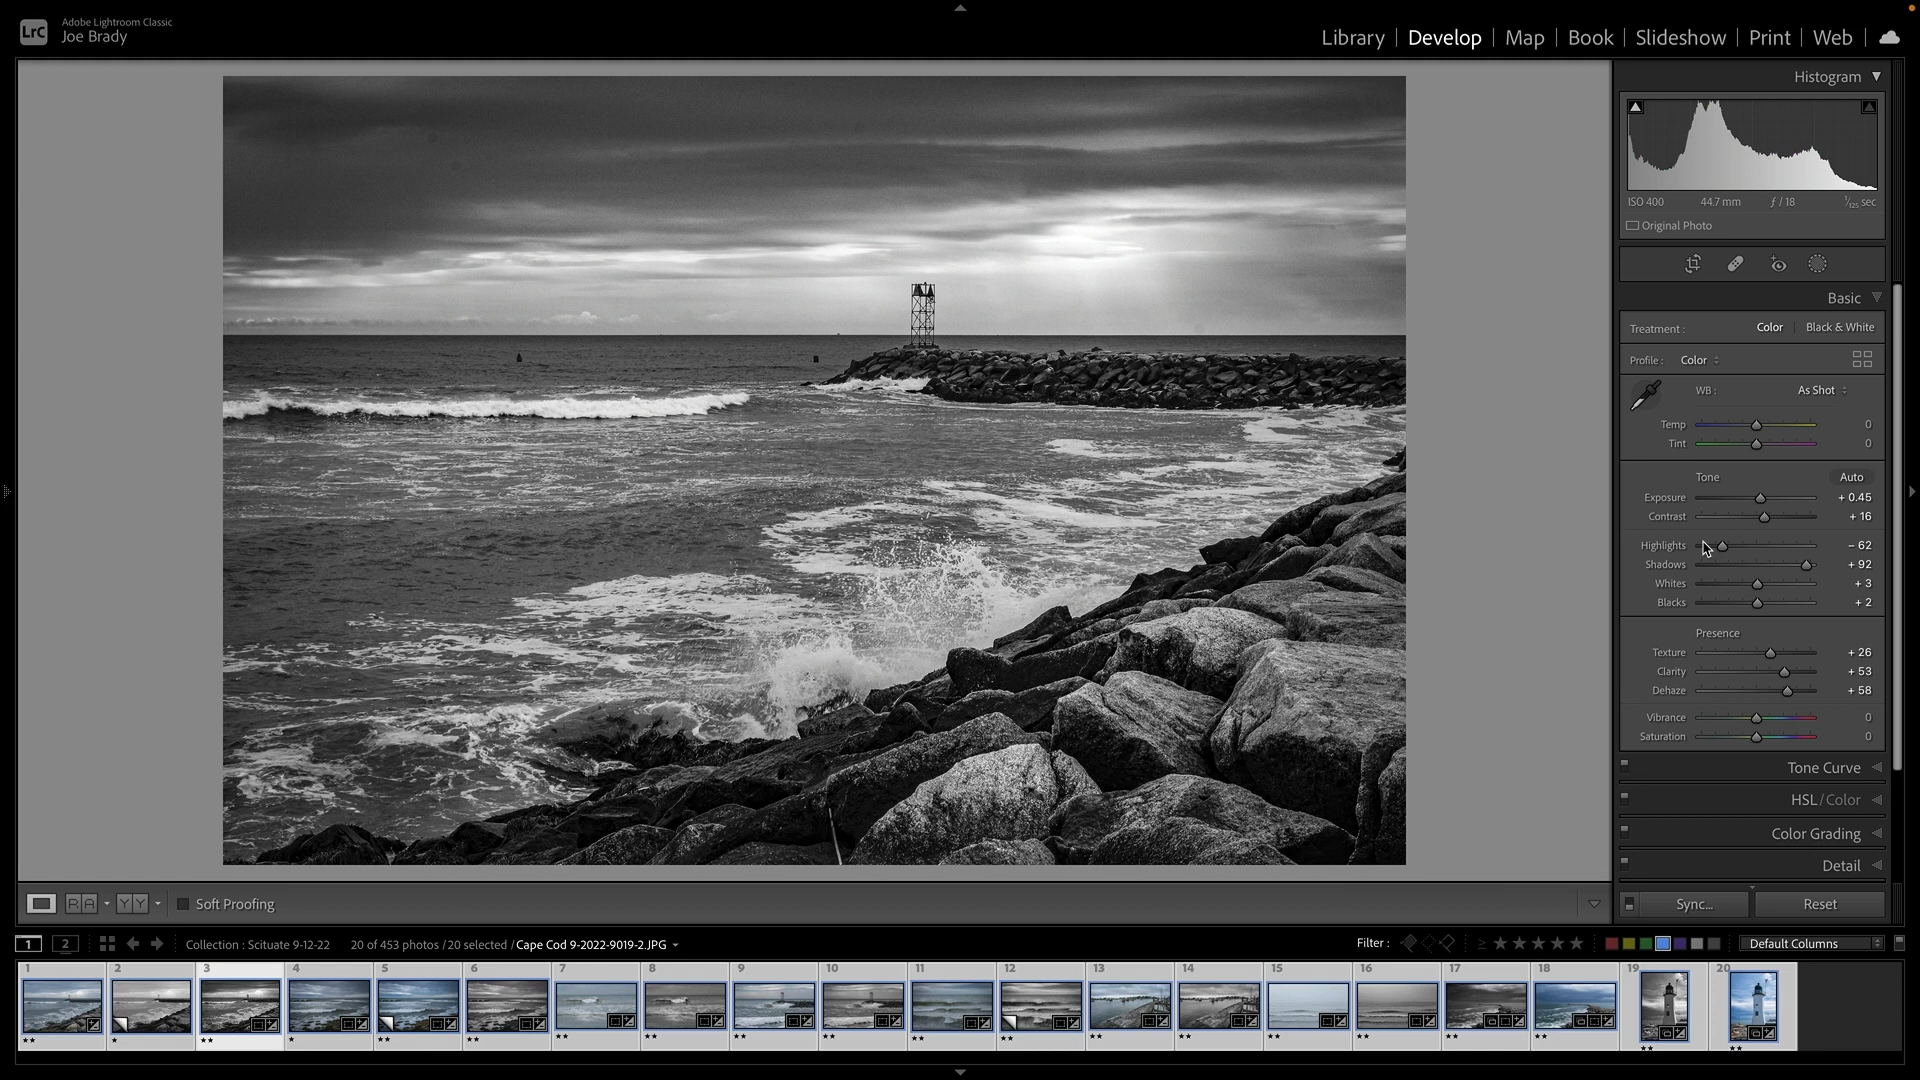 LrC
Adobe Lightroom Classic
Joe Brady
Library | Develop | Map | Book | Slideshow | Print | Web
Histogram
ISO 400 44.7 mm ƒ / 18 1/125 sec
Original Photo
Basic
Treatment : Color Black & White
Profile : Color
WB : As Shot
Temp 0
Tint 0
Tone Auto
Exposure + 0.45
Contrast + 16
Highlights − 62
Shadows + 92
Whites + 3
Blacks + 2
Presence
Texture + 26
Clarity + 53
Dehaze + 58
Vibrance 0
Saturation 0
Tone Curve
HSL / Color
Color Grading
Detail
R A Y Y Soft Proofing
Sync... Reset
1 2 Collection : Scituate 9-12-22 20 of 453 photos / 20 selected / Cape Cod 9-2022-9019-2.JPG Filter : ≥ ★ ★ ★ ★ ★ Default Columns
1 2 3 4 5 6 7 8 9 10 11 12 13 14 15 16 17 18 19 20